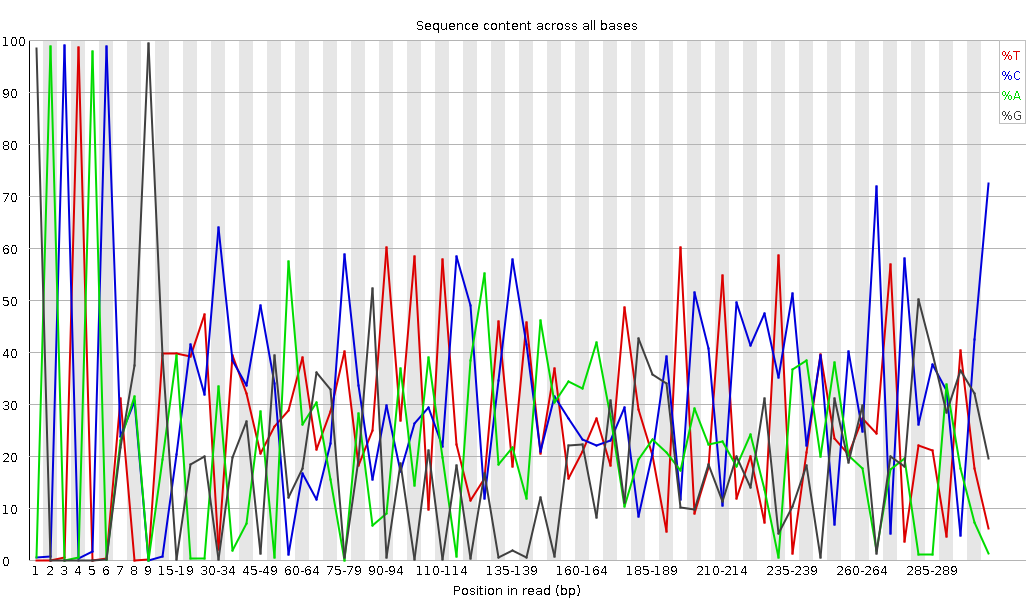 Sequence content across all bases
100
90
80
70
60
50
40
30
20
10
0
%T
%C
%A
%G
1 2 3 4 5 6 7 8 9 15-19 30-34 45-49 60-64 75-79 90-94 110-114 135-139 160-164 185-189 210-214 235-239 260-264 285-289
Position in read (bp)